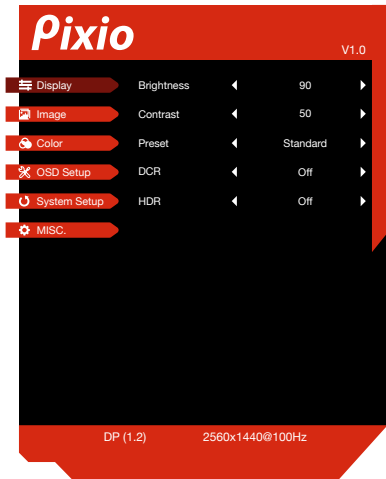 Pixio
V1.0
Display Brightness 90
Image Contrast 50
Color Preset Standard
OSD Setup DCR Off
System Setup HDR Off
MISC.
DP (1.2) 2560x1440@100Hz